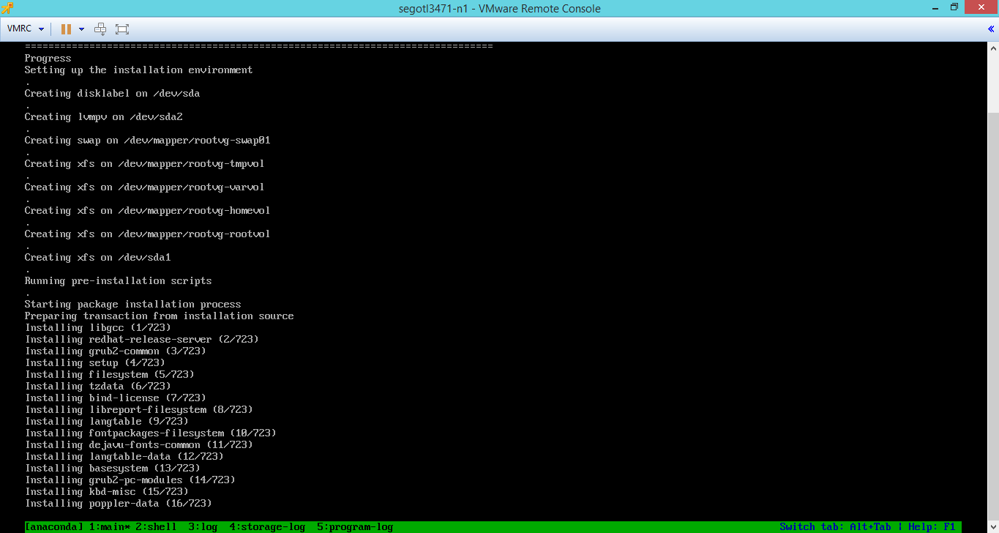 segotl3471-n1 - VMware Remote Console
VMRC
================================================================================
Progress
Setting up the installation environment
.
Creating disklabel on /dev/sda
.
Creating lvmpv on /dev/sda2
.
Creating swap on /dev/mapper/rootvg-swap01
.
Creating xfs on /dev/mapper/rootvg-tmpvol
.
Creating xfs on /dev/mapper/rootvg-varvol
.
Creating xfs on /dev/mapper/rootvg-homevol
.
Creating xfs on /dev/mapper/rootvg-rootvol
.
Creating xfs on /dev/sda1
.
Running pre-installation scripts
.
Starting package installation process
Preparing transaction from installation source
Installing libgcc (1/723)
Installing redhat-release-server (2/723)
Installing grub2-common (3/723)
Installing setup (4/723)
Installing filesystem (5/723)
Installing tzdata (6/723)
Installing bind-license (7/723)
Installing libreport-filesystem (8/723)
Installing langtable (9/723)
Installing fontpackages-filesystem (10/723)
Installing dejavu-fonts-common (11/723)
Installing langtable-data (12/723)
Installing basesystem (13/723)
Installing grub2-pc-modules (14/723)
Installing kbd-misc (15/723)
Installing poppler-data (16/723)
[anaconda] 1:main* 2:shell  3:log  4:storage-log  5:program-log Switch tab: Alt+Tab | Help: F1